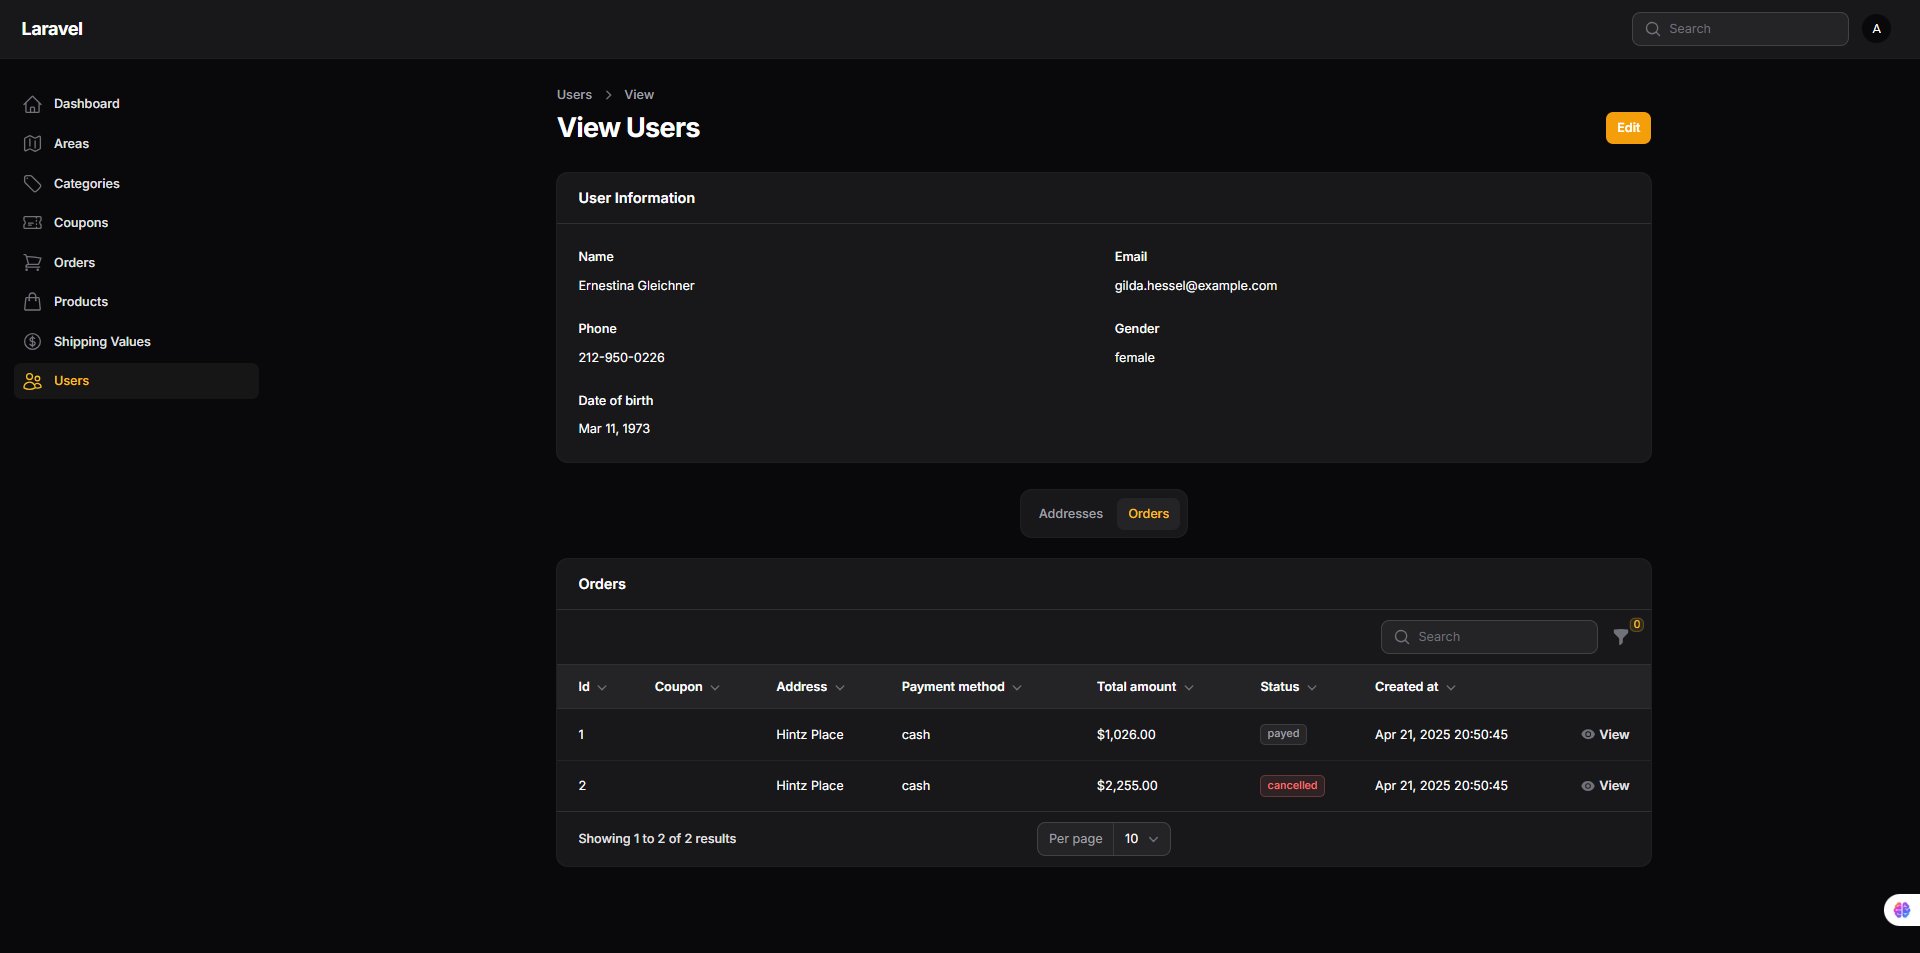 Laravel
Search
A
Dashboard
Areas
Categories
Coupons
Orders
Products
Shipping Values
Users
Users View
View Users
Edit
User Information
Name Email
Ernestina Gleichner gilda.hessel@example.com
Phone Gender
212-950-0226 female
Date of birth
Mar 11, 1973
Addresses Orders
Orders
Search 0
Id Coupon Address Payment method Total amount Status Created at
1 Hintz Place cash $1,026.00 payed Apr 21, 2025 20:50:45 View
2 Hintz Place cash $2,255.00 cancelled Apr 21, 2025 20:50:45 View
Showing 1 to 2 of 2 results Per page 10